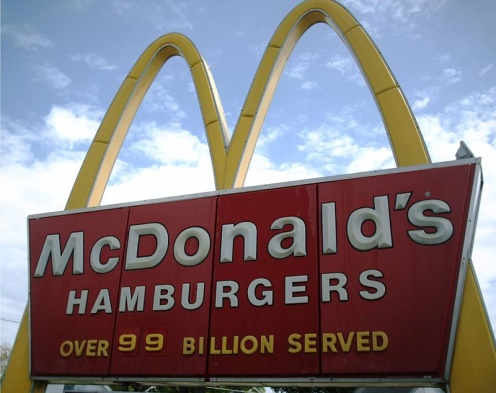 McDonald's®
HAMBURGERS
OVER 99 BILLION SERVED